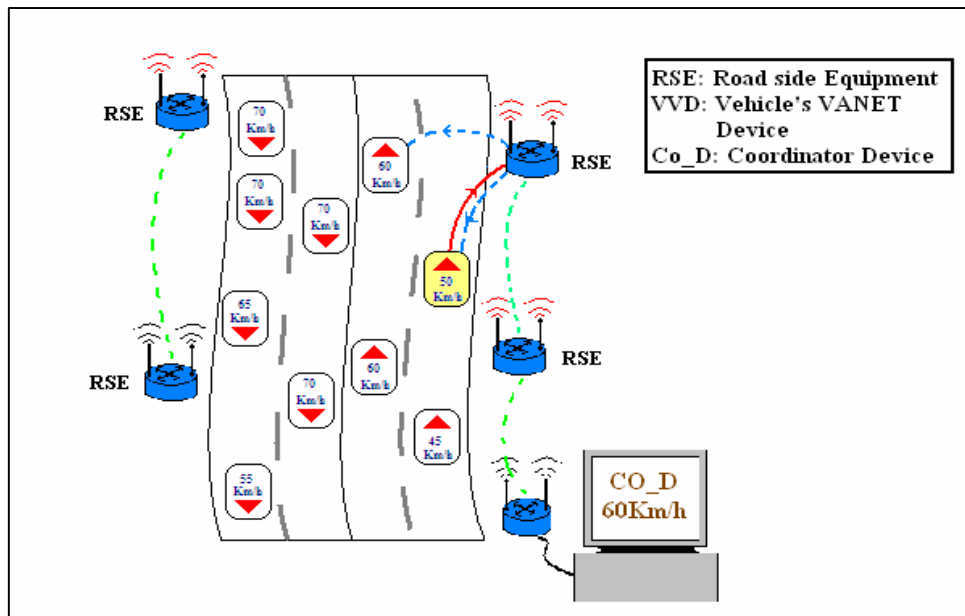 RSE: Road side Equipment
VVD: Vehicle's VANET
Device
Co_D: Coordinator Device
RSE
RSE
RSE
RSE
70
Km/h
70
Km/h
70
Km/h
65
Km/h
70
Km/h
55
Km/h
60
Km/h
50
Km/h
60
Km/h
45
Km/h
CO_D
60Km/h